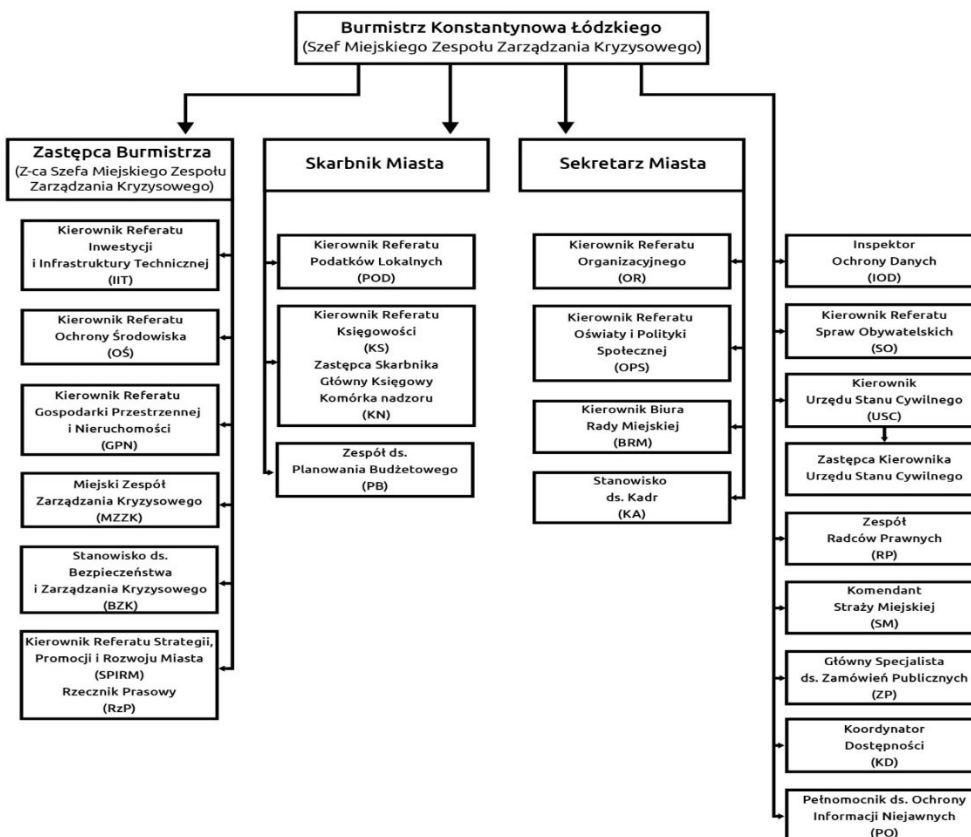 Burmistrz Konstantynowa Łódzkiego
(Szef Miejskiego Zespołu Zarządzania Kryzysowego)
Zastępca Burmistrza
(Z-ca Szefa Miejskiego Zespołu
Zarządzania Kryzysowego)
Kierownik Referatu
Inwestycji
i Infrastruktury Technicznej
(IIT)
Kierownik Referatu
Ochrony Środowiska
(OŚ)
Kierownik Referatu
Gospodarki Przestrzennej
i Nieruchomości
(GPN)
Miejski Zespół
Zarządzania Kryzysowego
(MZZK)
Stanowisko ds.
Bezpieczeństwa
i Zarządzania Kryzysowego
(BZK)
Kierownik Referatu Strategii,
Promocji i Rozwoju Miasta
(SPIRM)
Rzecznik Prasowy
(RzP)
Skarbnik Miasta
Kierownik Referatu
Podatków Lokalnych
(POD)
Kierownik Referatu
Księgowości
(KS)
Zastępca Skarbnika
Główny Księgowy
Komórka nadzoru
(KN)
Zespół ds.
Planowania Budżetowego
(PB)
Sekretarz Miasta
Kierownik Referatu
Organizacyjnego
(OR)
Kierownik Referatu
Oświaty i Polityki
Społecznej
(OPS)
Kierownik Biura
Rady Miejskiej
(BRM)
Stanowisko
ds. Kadr
(KA)
Inspektor
Ochrony Danych
(IOD)
Kierownik Referatu
Spraw Obywatelskich
(SO)
Kierownik
Urzędu Stanu Cywilnego
(USC)
Zastępca Kierownika
Urzędu Stanu Cywilnego
Zespół
Radców Prawnych
(RP)
Komendant
Straży Miejskiej
(SM)
Główny Specjalista
ds. Zamówień Publicznych
(ZP)
Koordynator
Dostępności
(KD)
Pełnomocnik ds. Ochrony
Informacji Niejawnych
(PO)